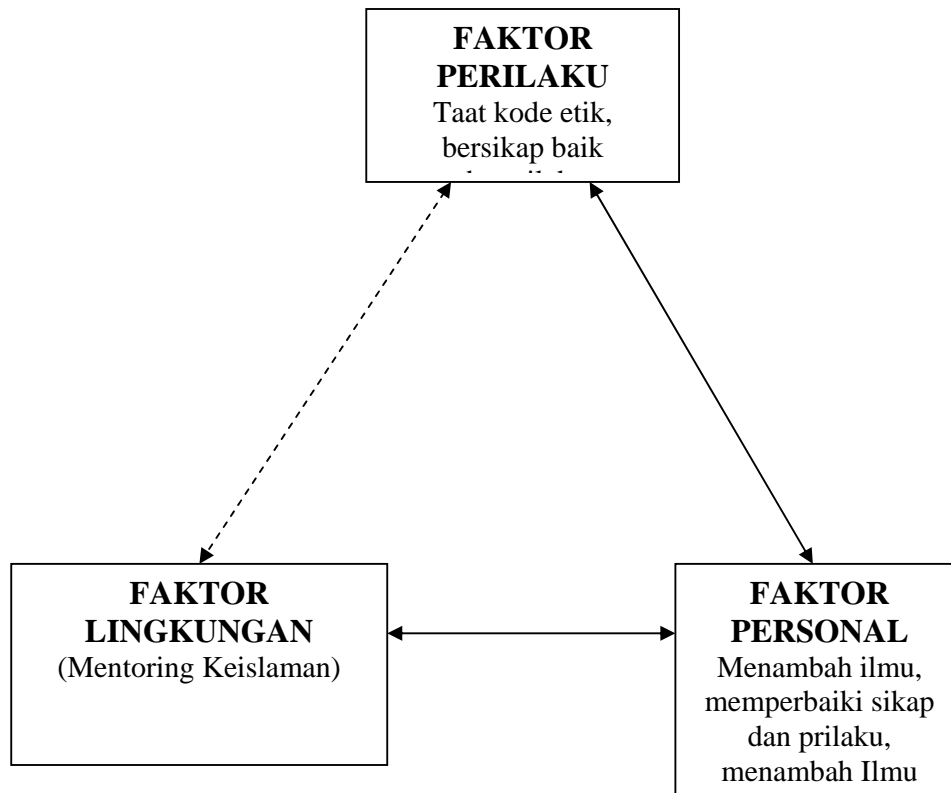 FAKTOR
PERILAKU
Taat kode etik,
bersikap baik
FAKTOR
LINGKUNGAN
(Mentoring Keislaman)
FAKTOR
PERSONAL
Menambah ilmu,
memperbaiki sikap
dan prilaku,
menambah Ilmu